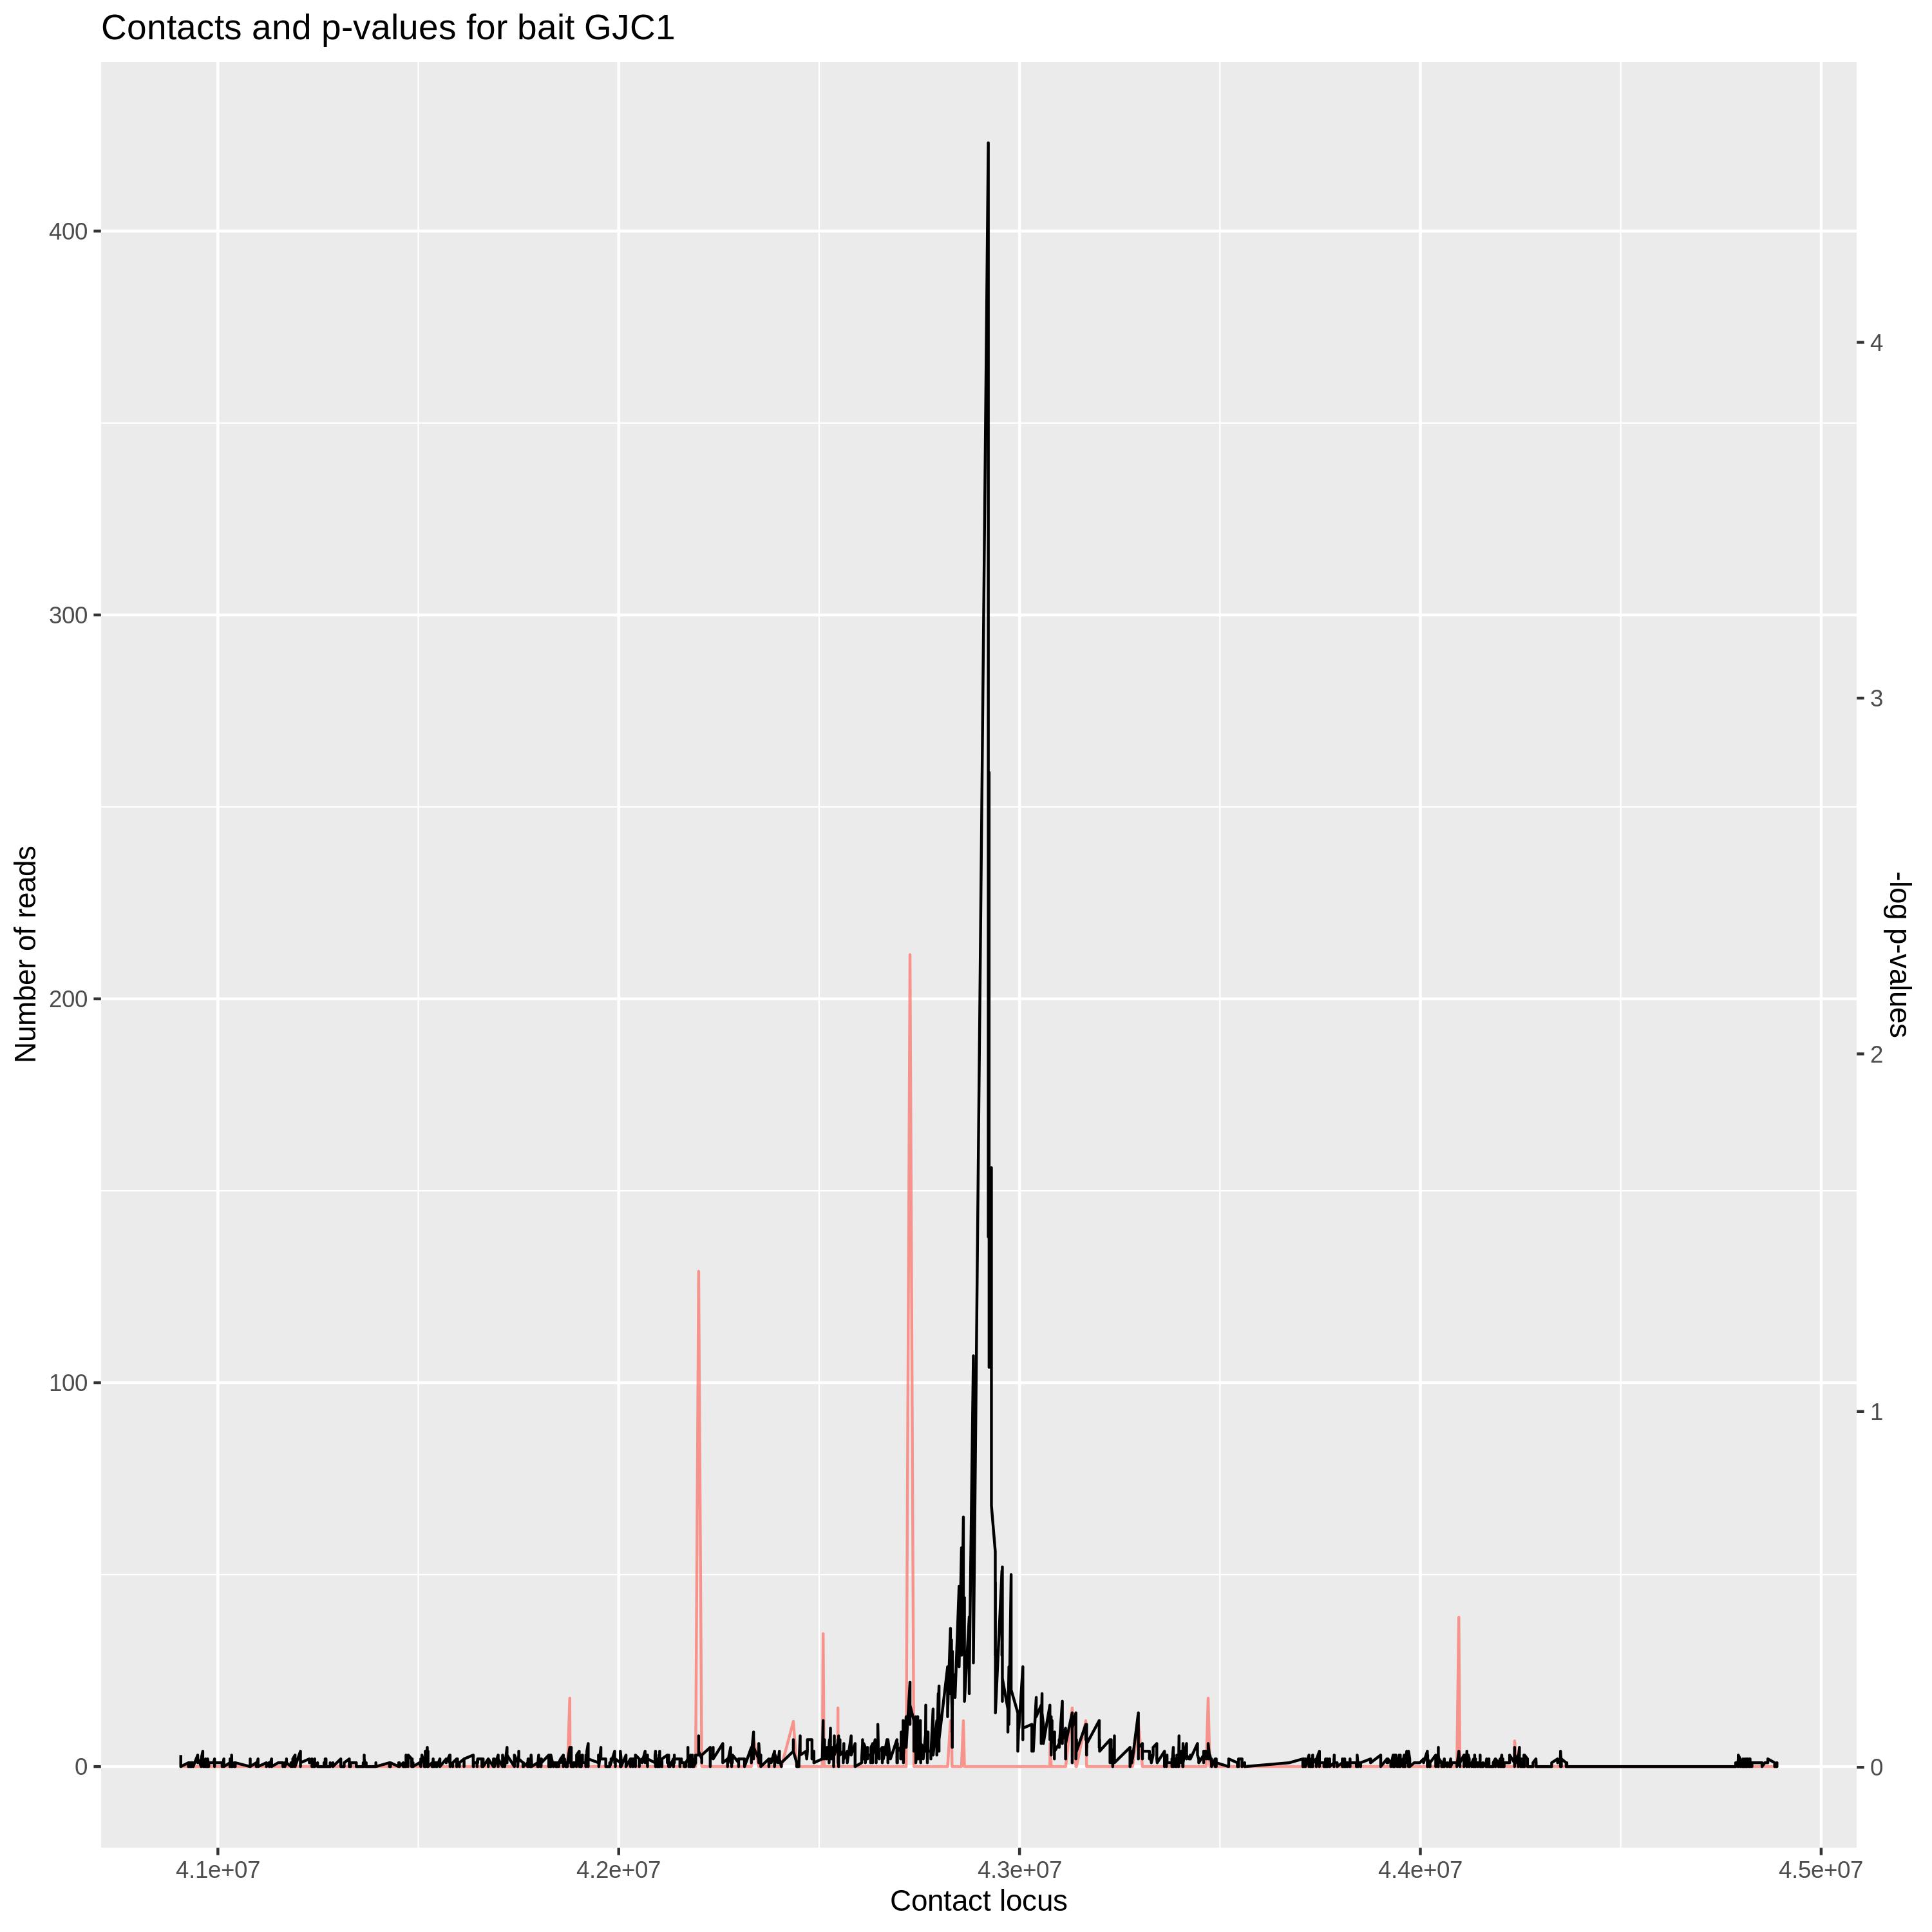 Contacts and p-values for bait GJC1
Number of reads
400
300
200
100
0
4
3
2
1
0
-log p-values
4.1e+07 4.2e+07 4.3e+07 4.4e+07 4.5e+07
Contact locus